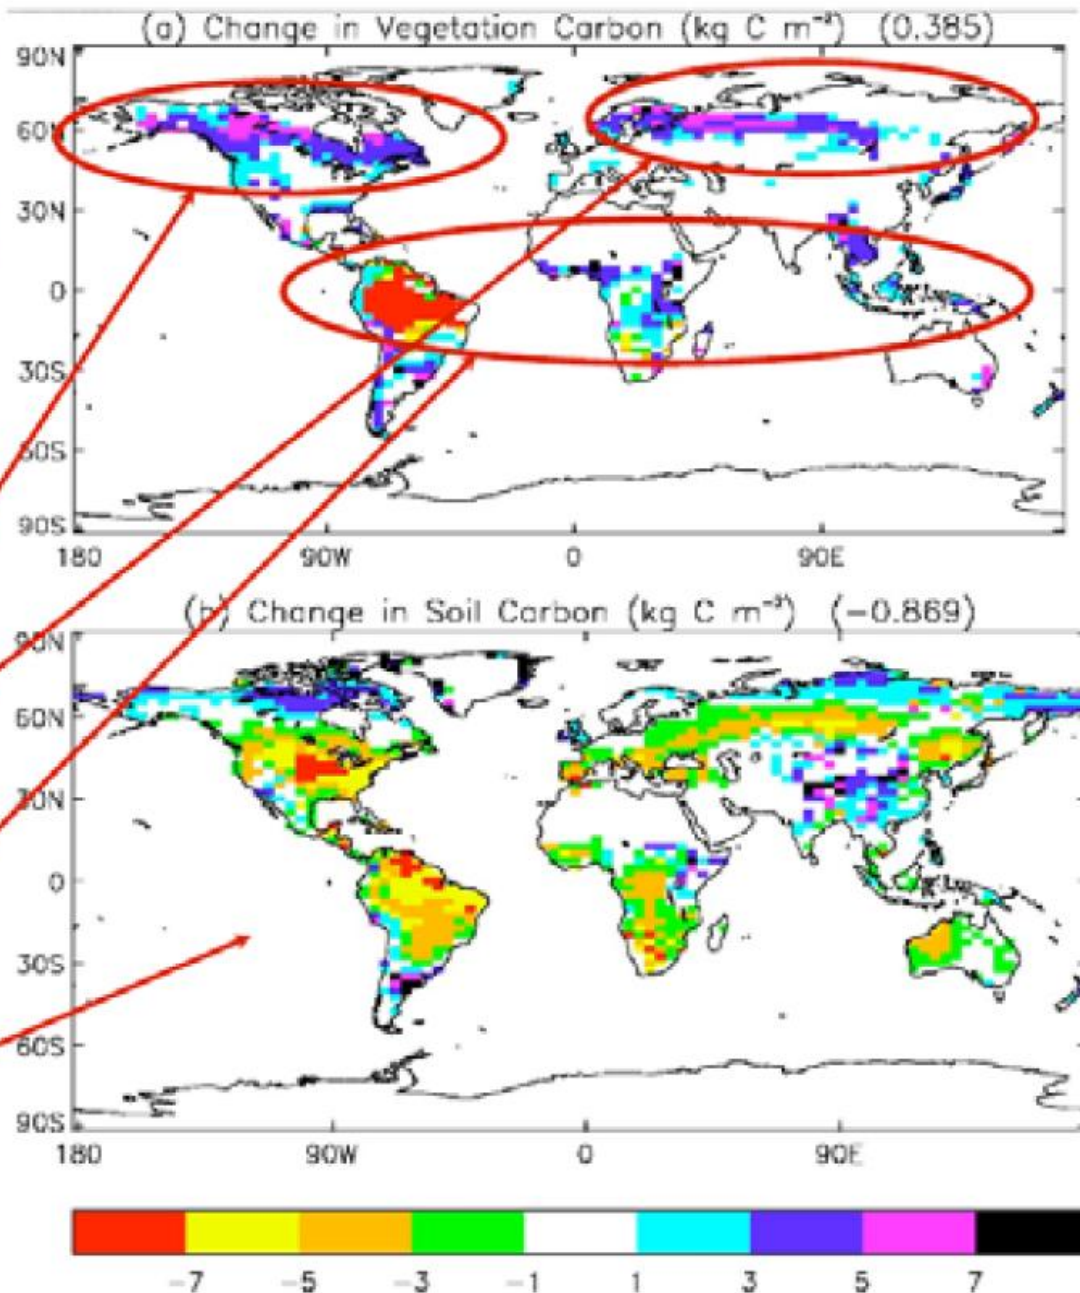 (a) Change in Vegetation Carbon (kg C m⁻²) (0.385)
90N
60N
30N
0
30S
60S
90S
180 90W 0 90E
(b) Change in Soil Carbon (kg C m⁻²) (−0.869)
90N
60N
30N
0
30S
60S
90S
180 90W 0 90E
−7 −5 −3 −1 1 3 5 7